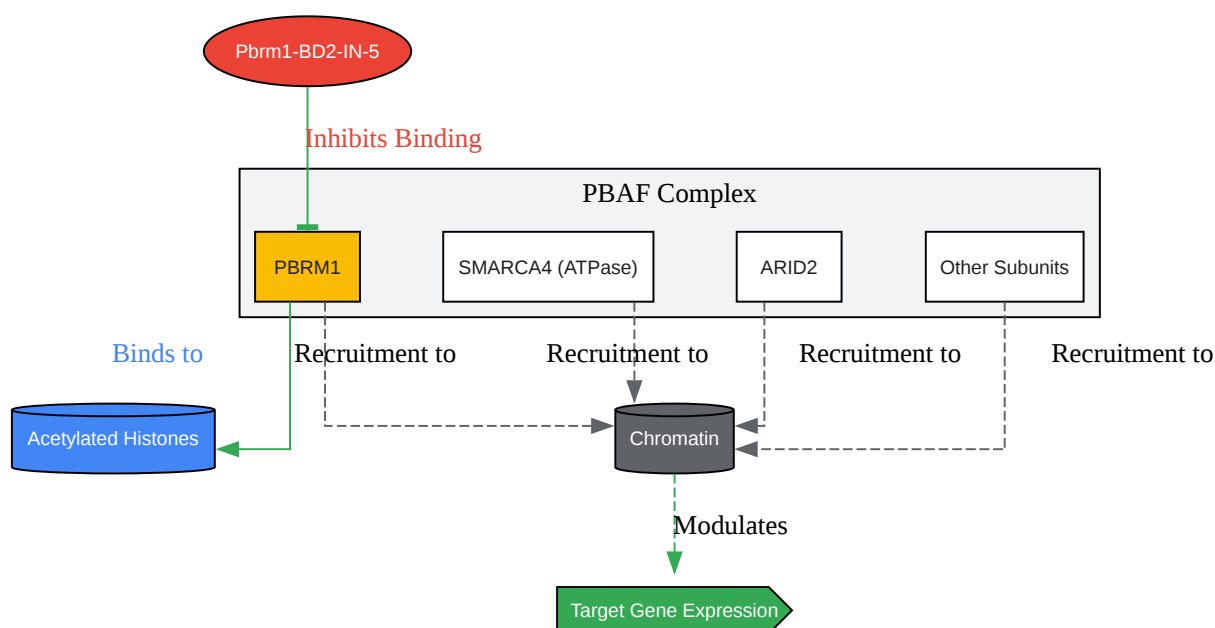 Pbrm1-BD2-IN-5
Inhibits Binding
PBAF Complex
PBRM1
SMARCA4 (ATPase)
ARID2
Other Subunits
Binds to
Recruitment to
Recruitment to
Recruitment to
Recruitment to
Acetylated Histones
Chromatin
Modulates
Target Gene Expression